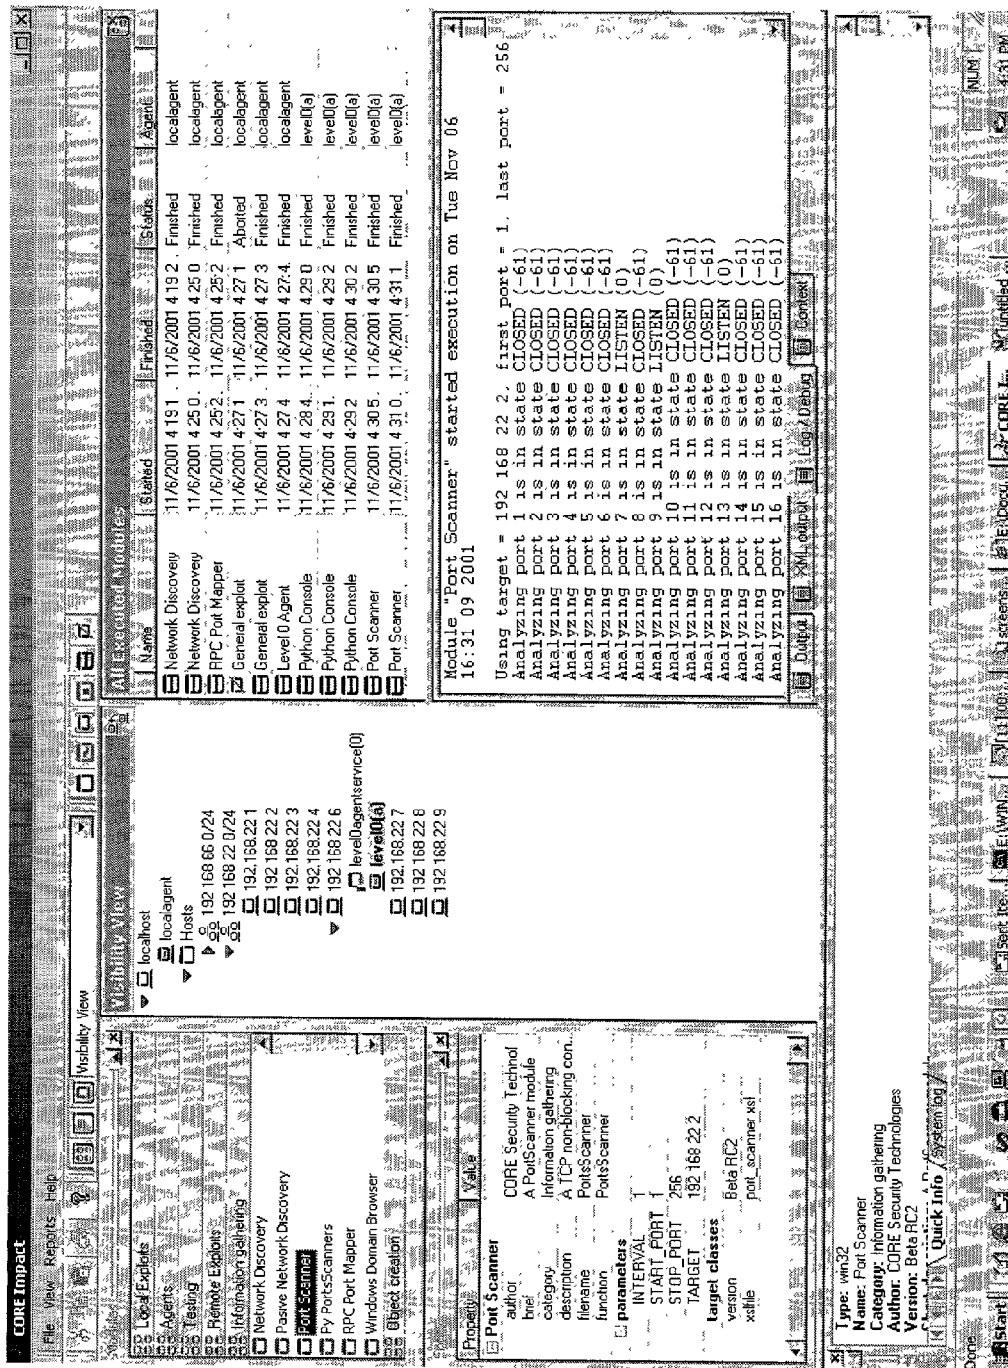 CORE Impact
File View Reports Help
Visibility View
Modules
Local Exploits
Agents
Testing
Remote Exploits
Information gathering
Network Discovery
Pasive Network Discovery
Port Scanner
Py PortsScanners
RPC Port Mapper
Windows Domain Browser
Object creation
Property Value
Port Scanner
author CORE Security Technol
brief A PortScanner module
category Information gathering
description A TCP non-blocking con...
filename PortsScanner
function PortsScanner
parameters
INTERVAL 1
START PORT 1
STOP_PORT 256
TARGET 192 168 22 2
target classes
version Beta RC2
xslfile port_scanner xsl
Visibility View
localhost
localagent
Hosts
192 168 66 0/24
192 168 22 0/24
192.168.22 1
192 168 22 2
192.168.22 3
192.168.22 4
192 168 22 6
level0agentservice(0)
level0(a)
192.168.22 7
192 168 22 8
192 168 22 9
All Executed Modules
Name Started Finished Status Agent
Network Discovery 11/6/2001 4 19 1. 11/6/2001 4 19 2. Finished localagent
Network Discovery 11/6/2001 4 25 0. 11/6/2001 4 25 0 Finished localagent
RPC Port Mapper 11/6/2001 4 25 2. 11/6/2001 4 25:2 Finished localagent
General exploit 11/6/2001 4:27 1 11/6/2001 4 27 1 Aborted localagent
General exploit 11/6/2001 4:27 3 11/6/2001 4 27 3 Finished localagent
Level 0 Agent 11/6/2001 4 27 4 11/6/2001 4 27:4. Finished localagent
Python Console 11/6/2001 4 28 4. 11/6/2001 4 29 0 Finished level0(a)
Python Console 11/6/2001 4 29 1. 11/6/2001 4 29 2 Finished level0(a)
Python Console 11/6/2001 4 29 2 11/6/2001 4 30 2 Finished level0(a)
Port Scanner 11/6/2001 4 30 5. 11/6/2001 4 30 5 Finished level0(a)
Port Scanner 11/6/2001 4 31 0. 11/6/2001 4:31 1 Finished level0(a)
Module "Port Scanner" started execution on Tue Nov 06
16:31 09 2001
Using target = 192 168 22 2, first port = 1, last port = 256
Analyzing port 1 is in state CLOSED (-61)
Analyzing port 2 is in state CLOSED (-61)
Analyzing port 3 is in state CLOSED (-61)
Analyzing port 4 is in state CLOSED (-61)
Analyzing port 5 is in state CLOSED (-61)
Analyzing port 6 is in state CLOSED (-61)
Analyzing port 7 is in state LISTEN (0)
Analyzing port 8 is in state CLOSED (-61)
Analyzing port 9 is in state LISTEN (0)
Analyzing port 10 is in state CLOSED (-61)
Analyzing port 11 is in state CLOSED (-61)
Analyzing port 12 is in state CLOSED (-61)
Analyzing port 13 is in state LISTEN (0)
Analyzing port 14 is in state CLOSED (-61)
Analyzing port 15 is in state CLOSED (-61)
Analyzing port 16 is in state CLOSED (-61)
Output XML output Log / Debug Context
Type: win32
Name: Port Scanner
Category: Information gathering
Author: CORE Security Technologies
Version: Beta RC2
Quick Info System log
Done NUM
Start Sent Ite... E:\WIN... (11:100)... Screensh... E:\Docu... CORE I... Untitled 4:31 PM